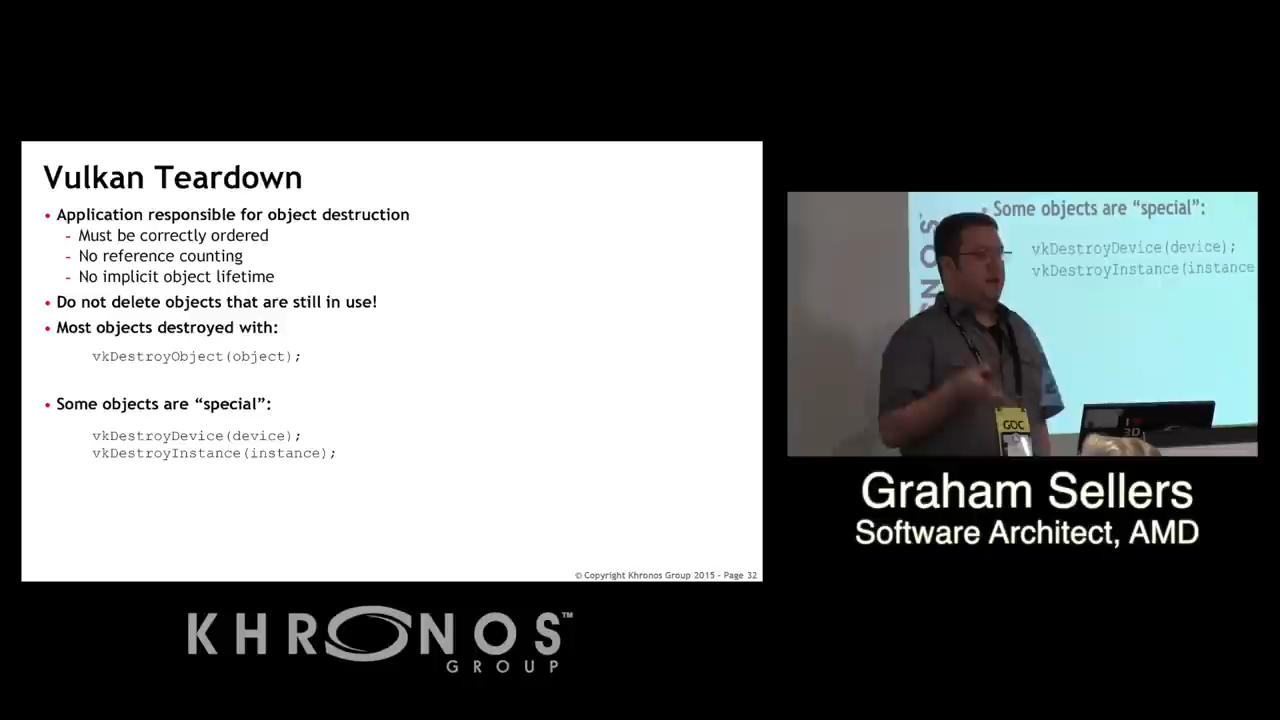 Vulkan Teardown
• Application responsible for object destruction
- Must be correctly ordered
- No reference counting
- No implicit object lifetime
• Do not delete objects that are still in use!
• Most objects destroyed with:
vkDestroyObject(object);
• Some objects are “special”:
vkDestroyDevice(device);
vkDestroyInstance(instance);
© Copyright Khronos Group 2015 - Page 32
• Some objects are “special”:
vkDestroyDevice(device);
vkDestroyInstance(instance
GDC
Graham Sellers
Software Architect, AMD
KHRONOS™
GROUP